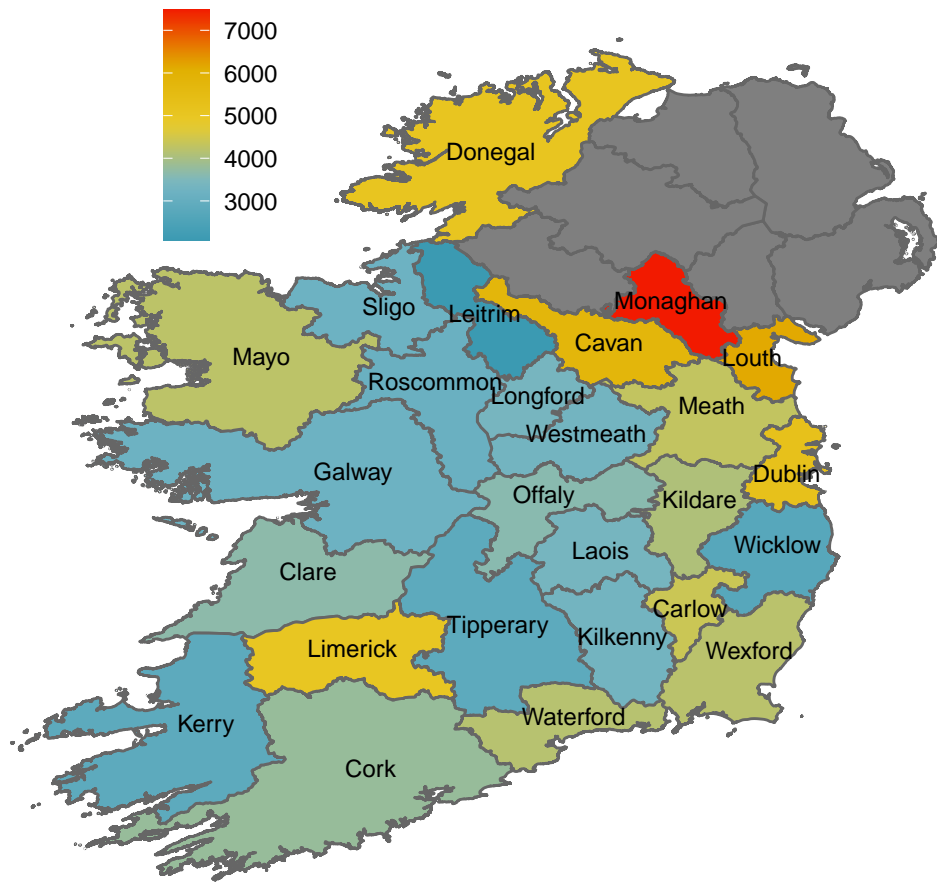 7000
6000
5000
4000
3000
Donegal
Monaghan
Sligo
Leitrim
Cavan
Mayo
Louth
Roscommon
Longford
Meath
Westmeath
Galway
Dublin
Offaly
Kildare
Laois
Wicklow
Clare
Carlow
Tipperary
Kilkenny
Limerick
Wexford
Waterford
Kerry
Cork